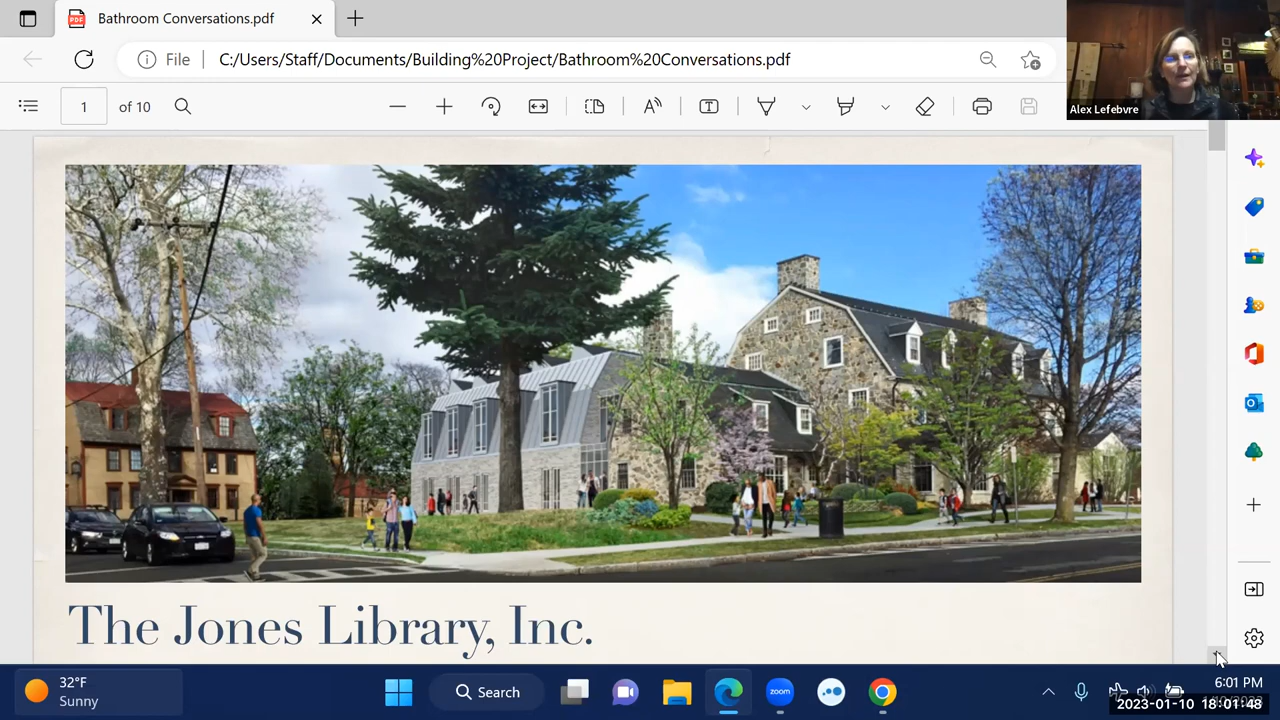 Bathroom Conversations.pdf
File
C:/Users/Staff/Documents/Building%20Project/Bathroom%20Conversations.pdf
1 of 10
Alex Lefebvre
The Jones Library, Inc.
32°F
Sunny
Search
zoom
6:01 PM
2023-01-10 18:01:48